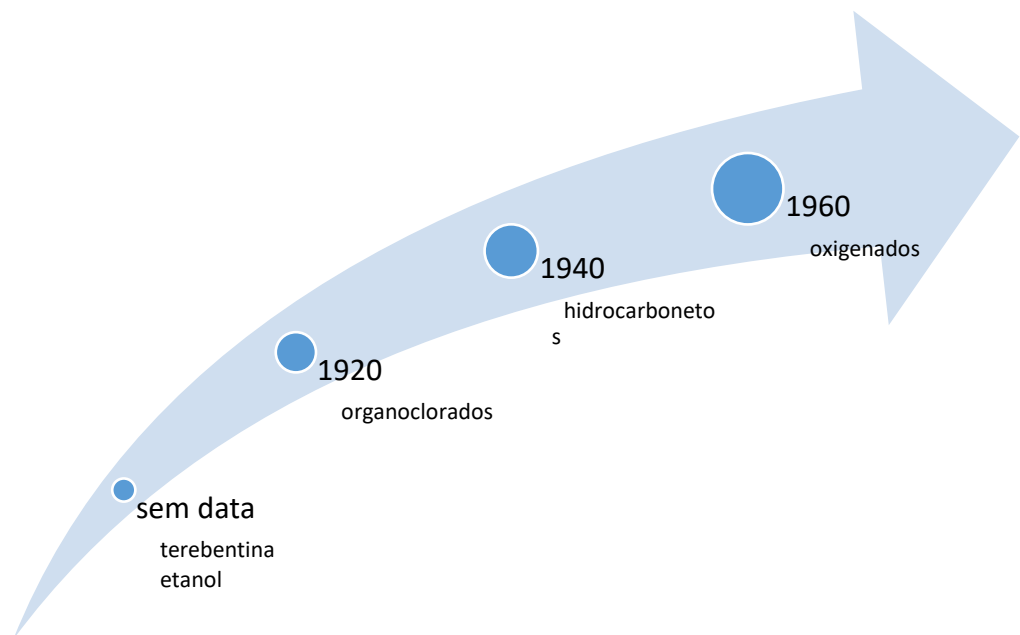 sem data
terebentina
etanol
1920
organoclorados
1940
hidrocarboneto
s
1960
oxigenados